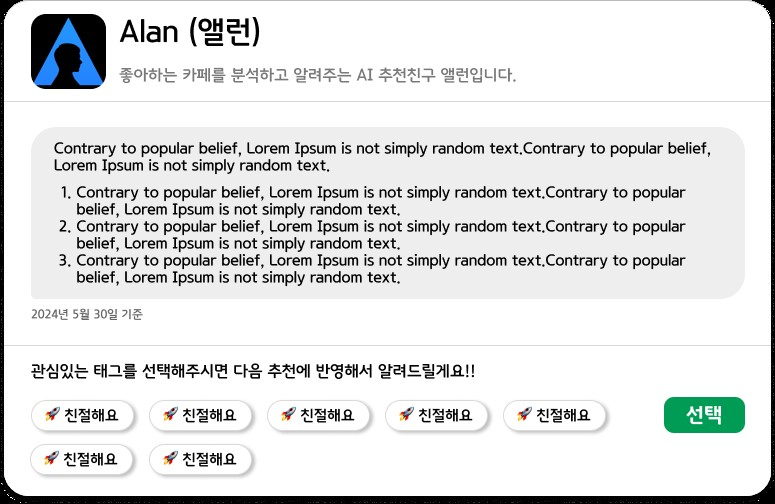 Alan (앨런)
좋아하는 카페를 분석하고 알려주는 AI 추천친구 앨런입니다.
Contrary to popular belief, Lorem Ipsum is not simply random text.Contrary to popular belief,
Lorem Ipsum is not simply random text.
1. Contrary to popular belief, Lorem Ipsum is not simply random text.Contrary to popular
belief, Lorem Ipsum is not simply random text.
2. Contrary to popular belief, Lorem Ipsum is not simply random text.Contrary to popular
belief, Lorem Ipsum is not simply random text.
3. Contrary to popular belief, Lorem Ipsum is not simply random text.Contrary to popular
belief, Lorem Ipsum is not simply random text.
2024년 5월 30일 기준
관심있는 태그를 선택해주시면 다음 추천에 반영해서 알려드릴게요!!
🚀 친절해요 🚀 친절해요 🚀 친절해요 🚀 친절해요 🚀 친절해요 선택
🚀 친절해요 🚀 친절해요